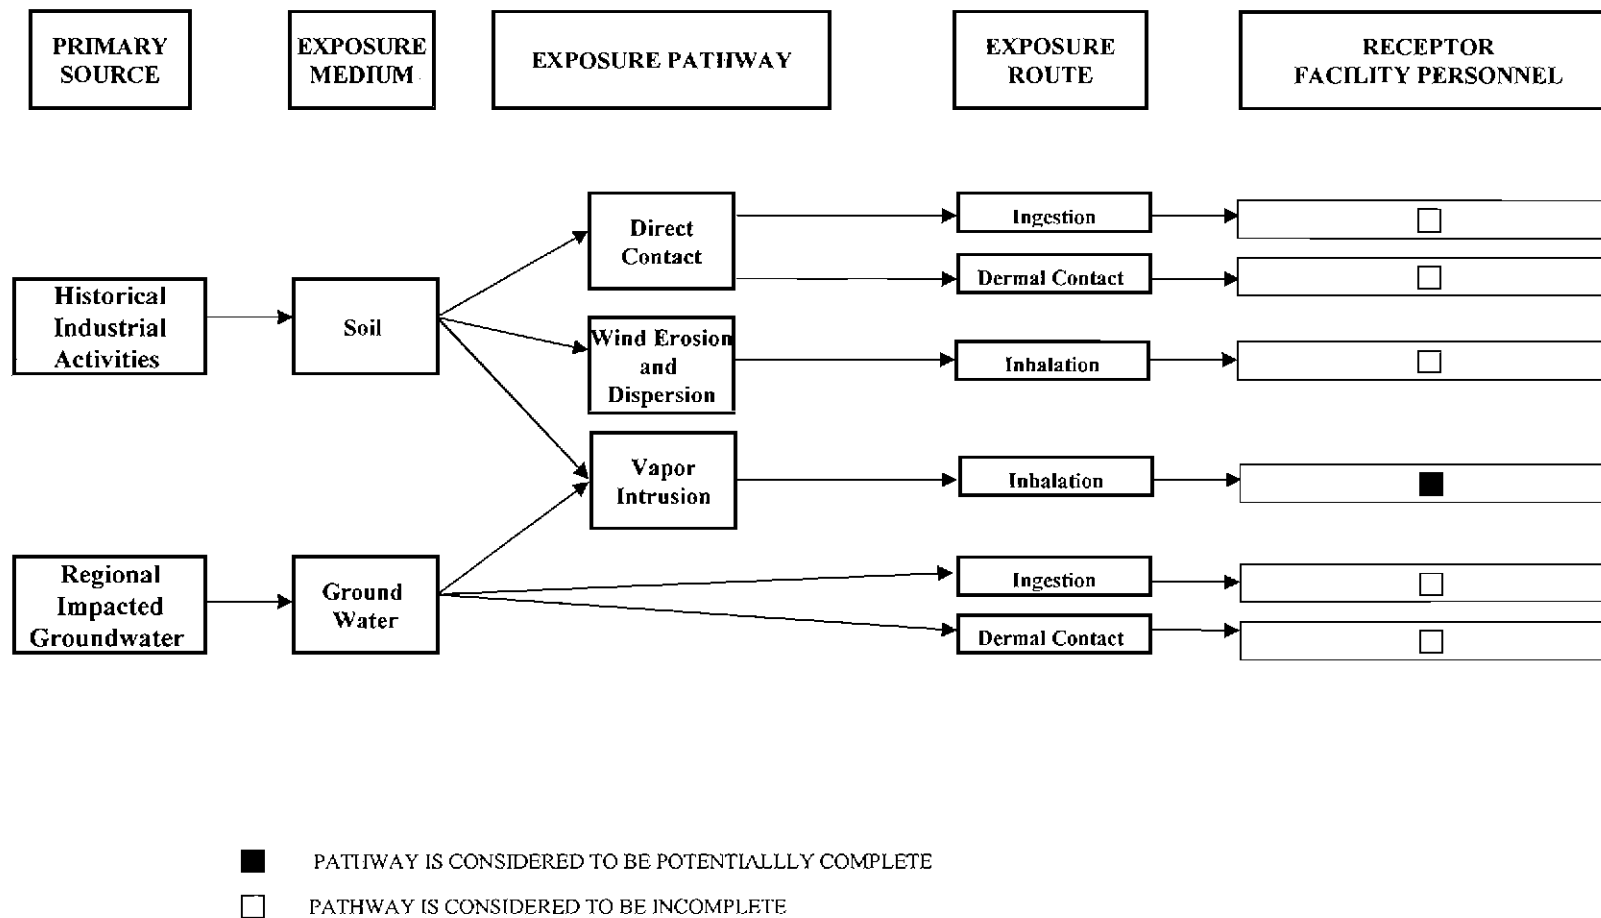 PRIMARY
SOURCE
EXPOSURE
MEDIUM
EXPOSURE PATHWAY
EXPOSURE
ROUTE
RECEPTOR
FACILITY PERSONNEL
Direct
Contact
Ingestion
Dermal Contact
Historical
Industrial
Activities
Soil
Wind Erosion
and
Dispersion
Inhalation
Vapor
Intrusion
Inhalation
Regional
Impacted
Groundwater
Ground
Water
Ingestion
Dermal Contact
PATHWAY IS CONSIDERED TO BE POTENTIALLLY COMPLETE
PATHWAY IS CONSIDERED TO BE INCOMPLETE